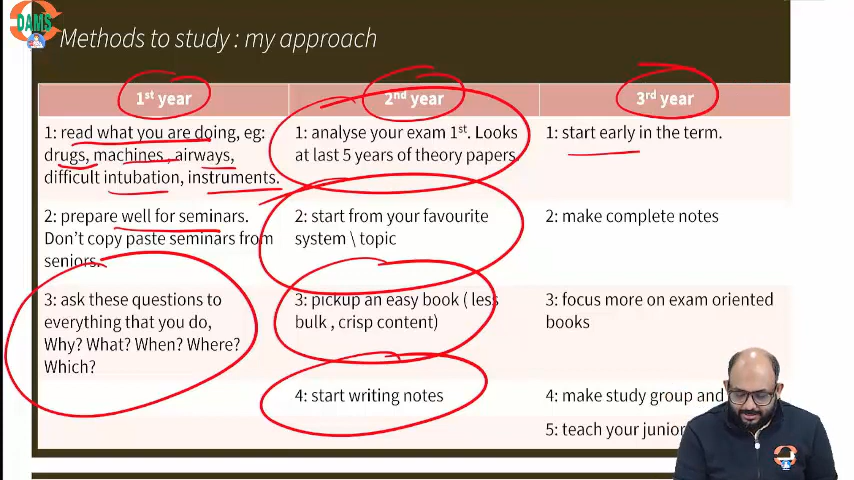 DAMS
Methods to study : my approach
1st year
2nd year
3rd year
1: read what you are doing, eg:
drugs, machines, airways,
difficult intubation, instruments.
1: analyse your exam 1st. Looks
at last 5 years of theory papers
1: start early in the term.
2: prepare well for seminars.
Don't copy paste seminars from
seniors.
2: start from your favourite
system \ topic
2: make complete notes
3: ask these questions to
everything that you do,
Why? What? When? Where?
Which?
3: pickup an easy book ( less
bulk , crisp content)
3: focus more on exam oriented
books
4: start writing notes
4: make study group and
5: teach your junior